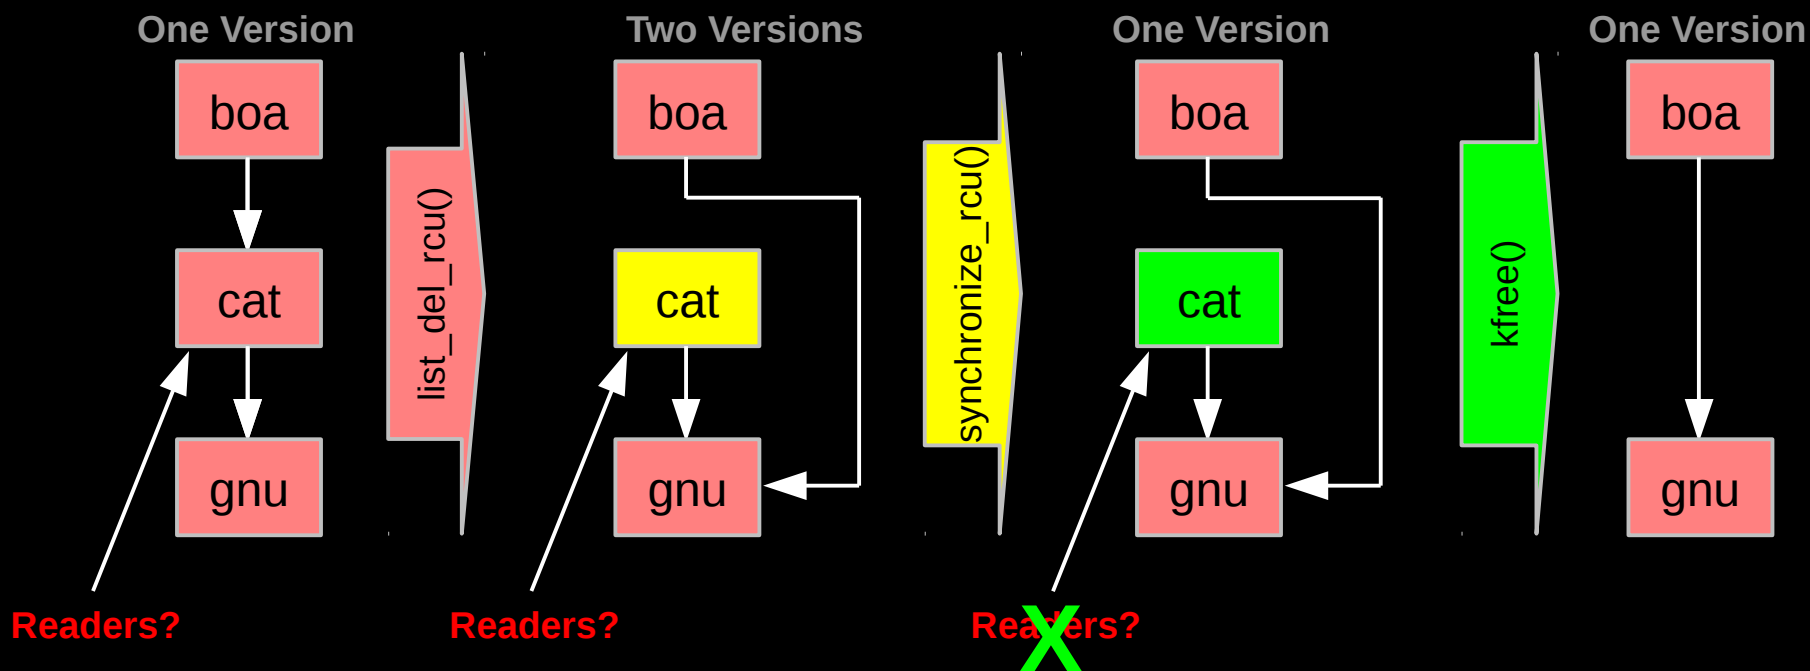 One Version
boa
cat
gnu
Readers?
list_del_rcu()
Two Versions
boa
cat
gnu
Readers?
synchronize_rcu()
One Version
boa
cat
gnu
Readers?
X
kfree()
One Version
boa
gnu